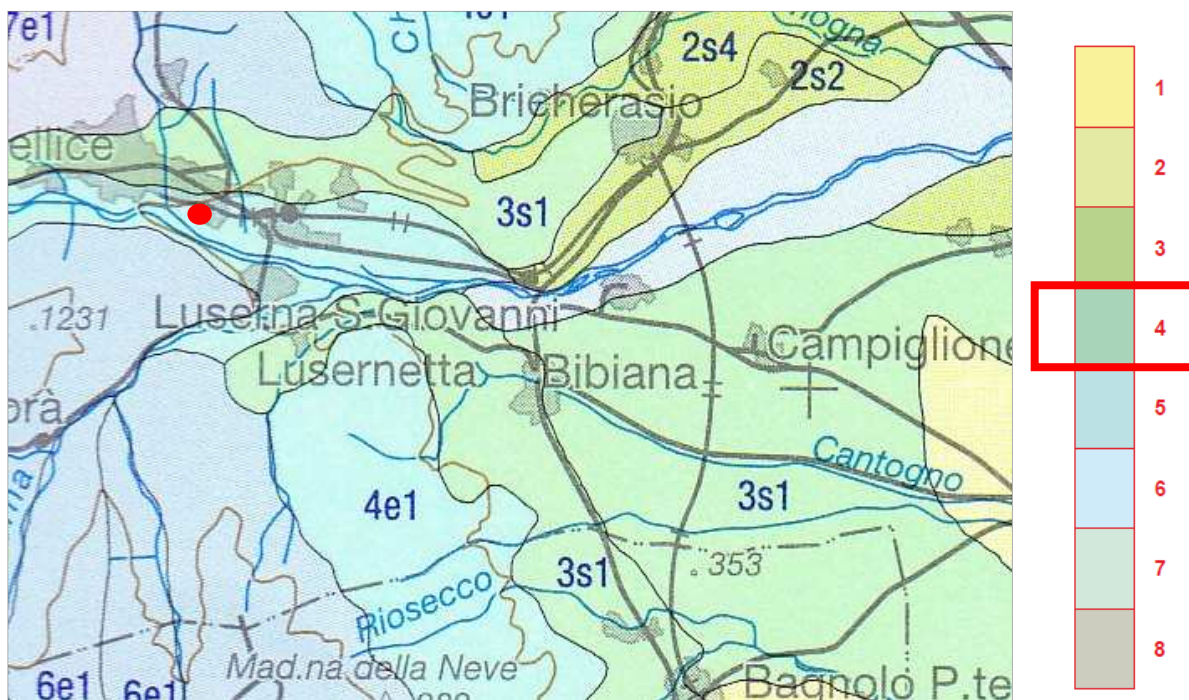 7e1
2s4
2s2
Bricherasio
ellice
3s1
.1231
Luserna S. Giovanni
Lusernetta
Bibiana
Campiglione
orà
Cantogno
4e1
3s1
3s1
.353
Riosecco
Mad.na della Neve
6e1
6e1
Bagnolo P.te
1
2
3
4
5
6
7
8